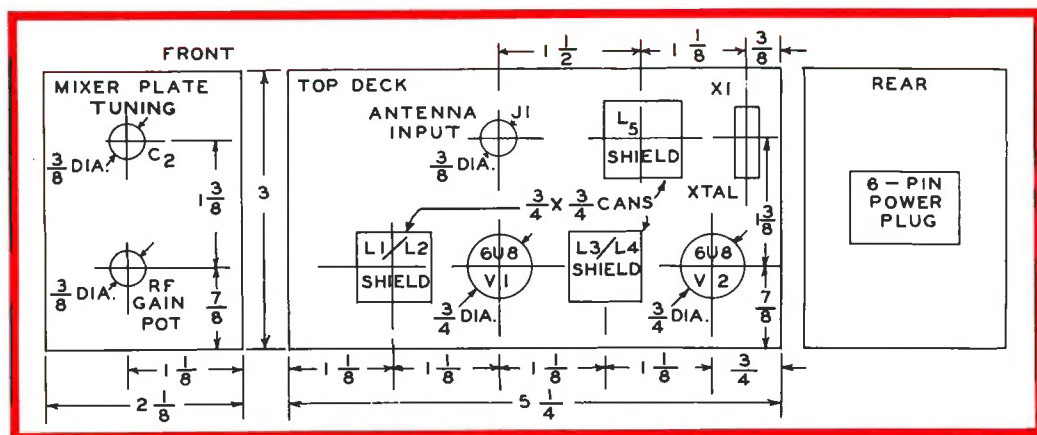 FRONT
MIXER PLATE
TUNING
C2
3/8 DIA.
1 3/8
3/8 DIA.
RF
GAIN
POT
7/8
1 1/8
2 1/8
3
TOP DECK
1 1/2
1 1/8
3/8
ANTENNA
INPUT
J1
3/8 DIA.
L5
SHIELD
X1
XTAL
3/4 X 3/4 CANS
1 3/8
L1/L2
SHIELD
6U8
V1
3/4 DIA.
L3/L4
SHIELD
6U8
V2
3/4 DIA.
7/8
1 1/8
1 1/8
1 1/8
1 1/8
3/4
5 1/4
REAR
6-PIN
POWER
PLUG